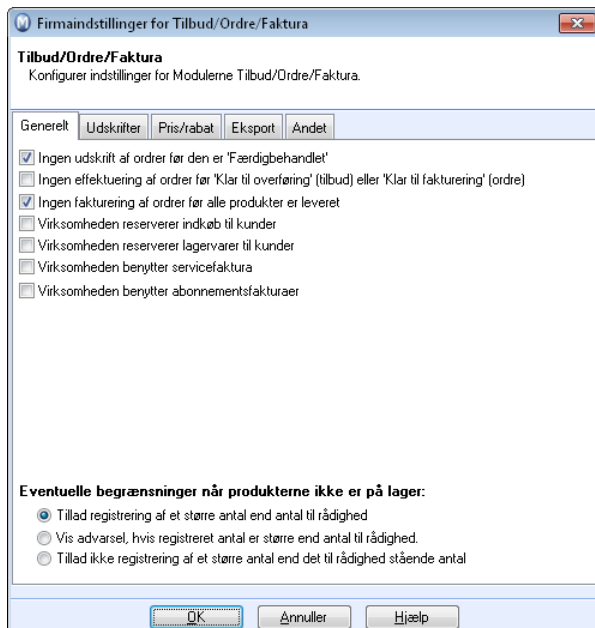 Firmaindstillinger for Tilbud/Ordre/Faktura
Tilbud/Ordre/Faktura
Konfigurer indstillinger for Modulerne Tilbud/Ordre/Faktura.
Generelt Udskrifter Pris/rabat Eksport Andet
Ingen udskrift af ordrer før den er 'Færdigbehandlet'
Ingen effektuering af ordrer før 'Klar til overføring' (tilbud) eller 'Klar til fakturering' (ordre)
Ingen fakturering af ordrer før alle produkter er leveret
Virksomheden reserverer indkøb til kunder
Virksomheden reserverer lagervarer til kunder
Virksomheden benytter servicefaktura
Virksomheden benytter abonnementsfakturaer
Eventuelle begrænsninger når produkterne ikke er på lager:
Tillad registrering af et større antal end antal til rådighed
Vis advarsel, hvis registreret antal er større end antal til rådighed.
Tillad ikke registrering af et større antal end det til rådighed stående antal
OK Annuller Hjælp